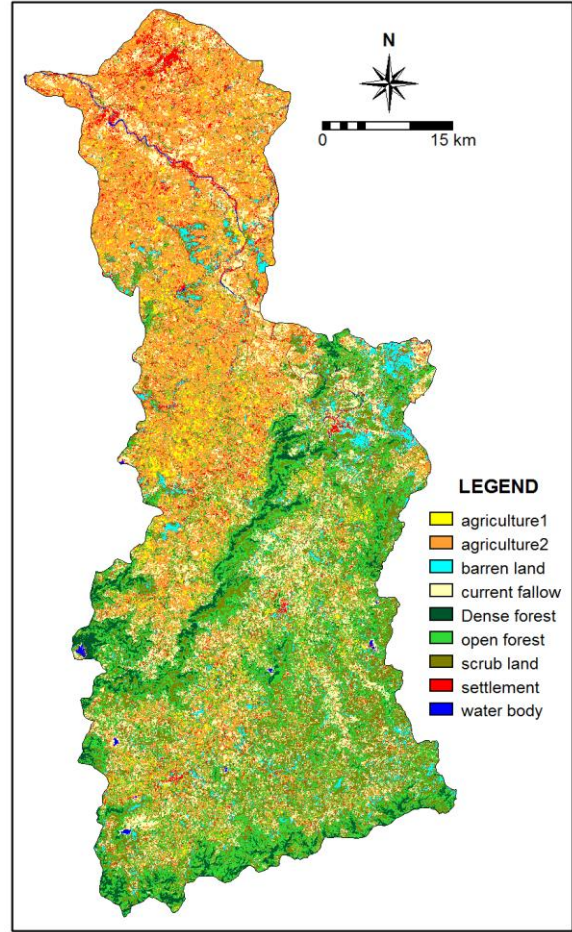 N
0 15 km
LEGEND
agriculture1
agriculture2
barren land
current fallow
Dense forest
open forest
scrub land
settlement
water body